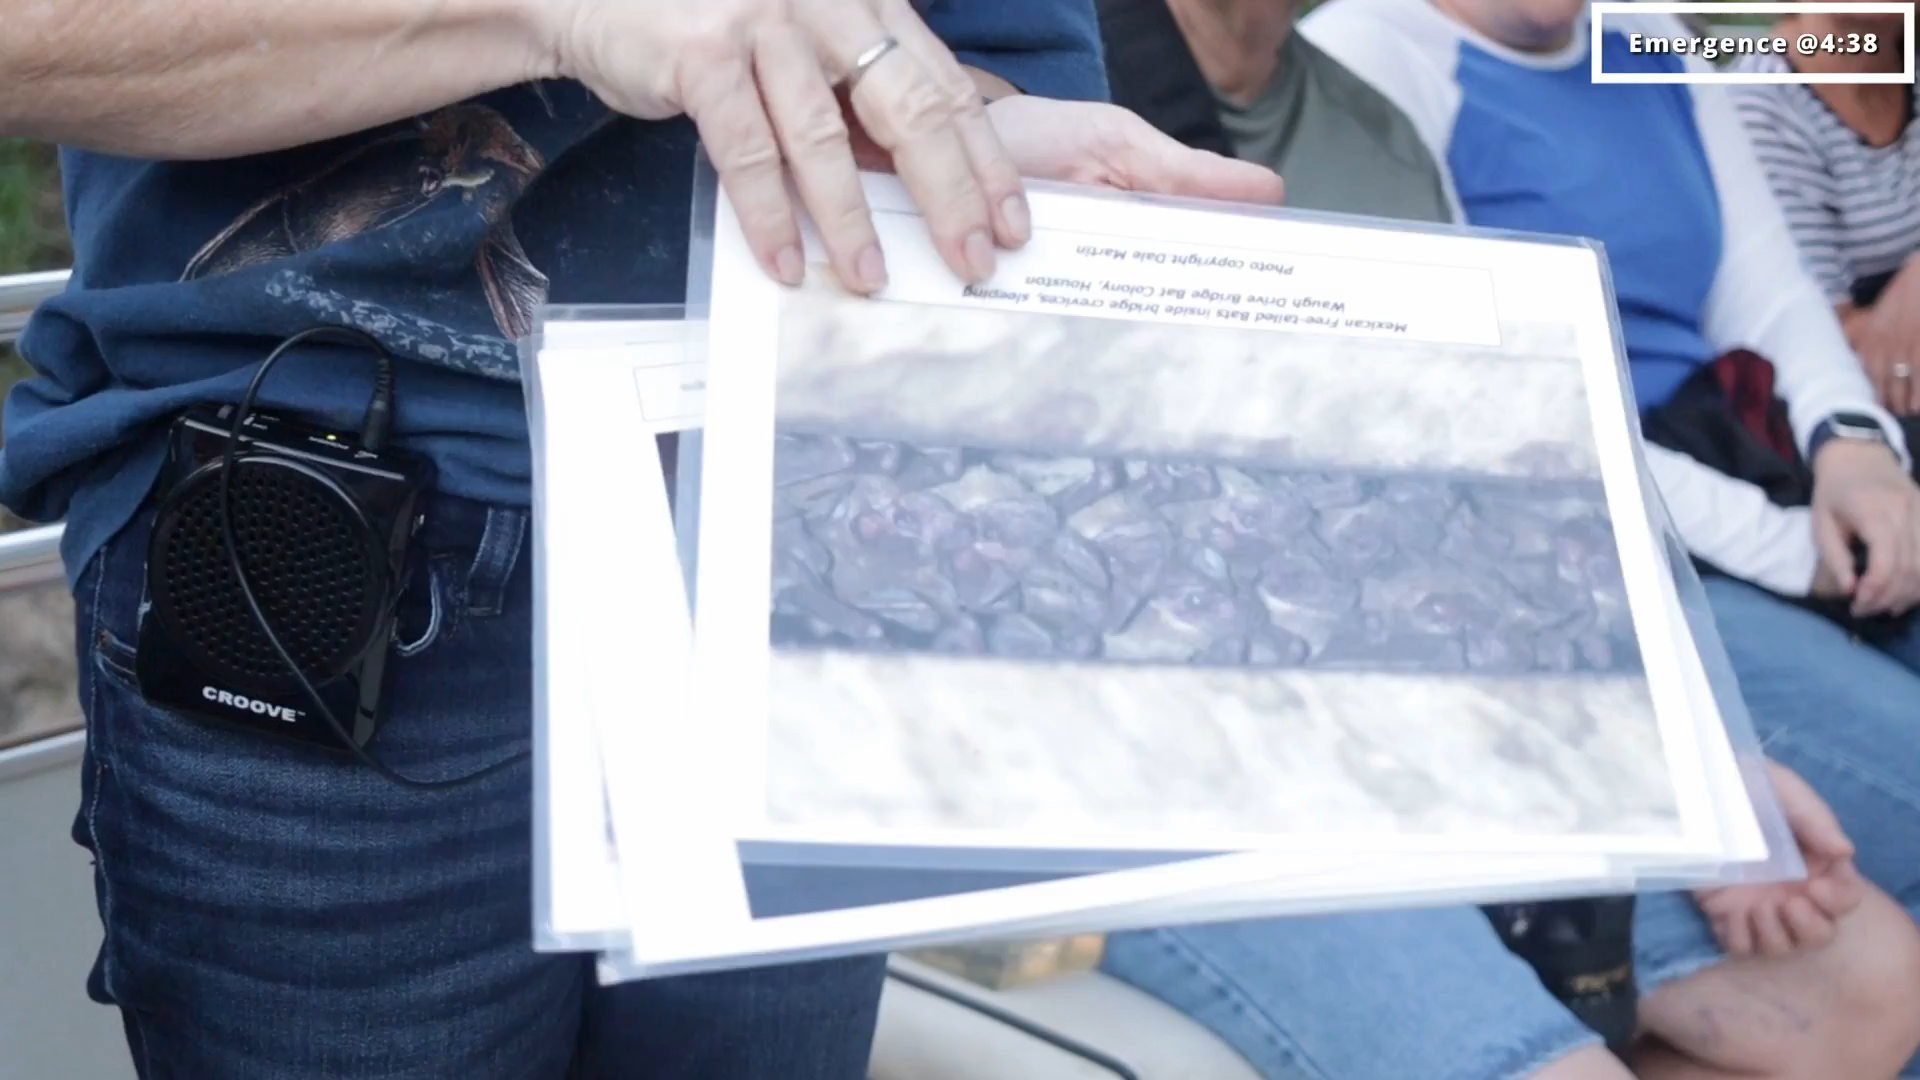 Emergence @4:38
Mexican Free-tailed Bats inside bridge crevices, sleeping
Waugh Drive Bridge Bat Colony, Houston
Photo copyright Dale Martin
CROOVE™